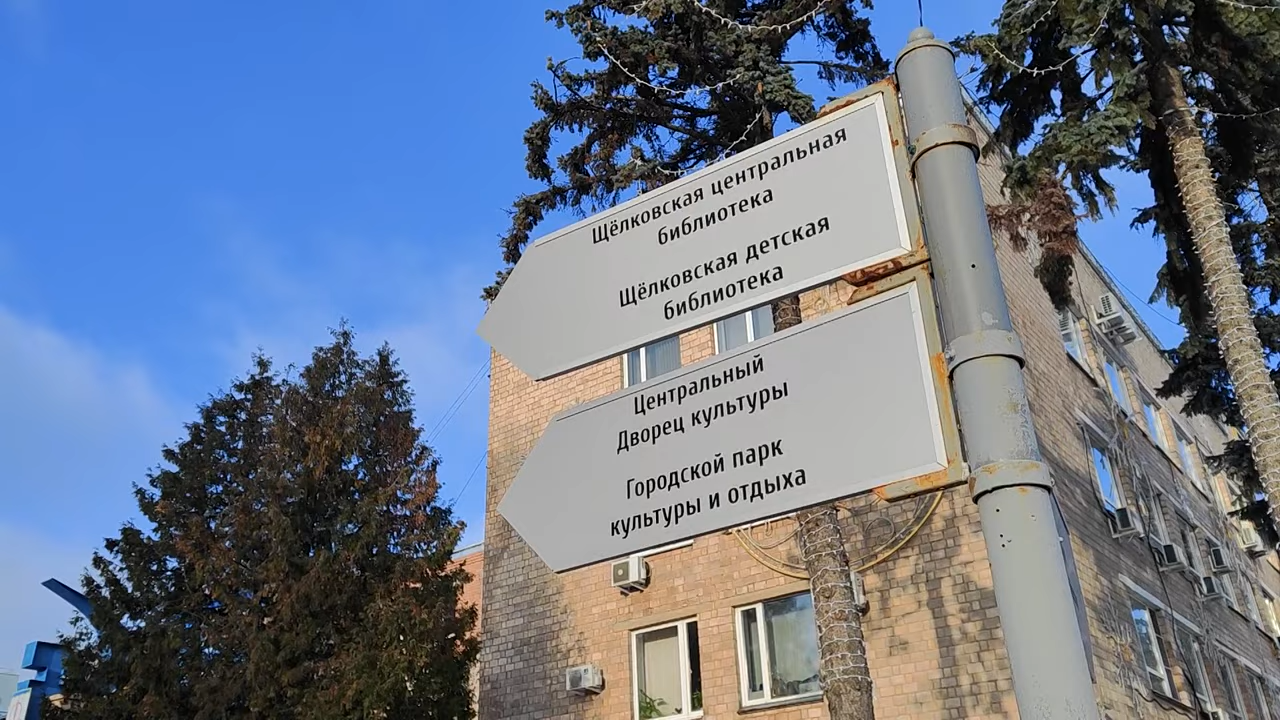 Щёлковская центральная
библиотека
Щёлковская детская
библиотека
Центральный
Дворец культуры
Городской парк
культуры и отдыха